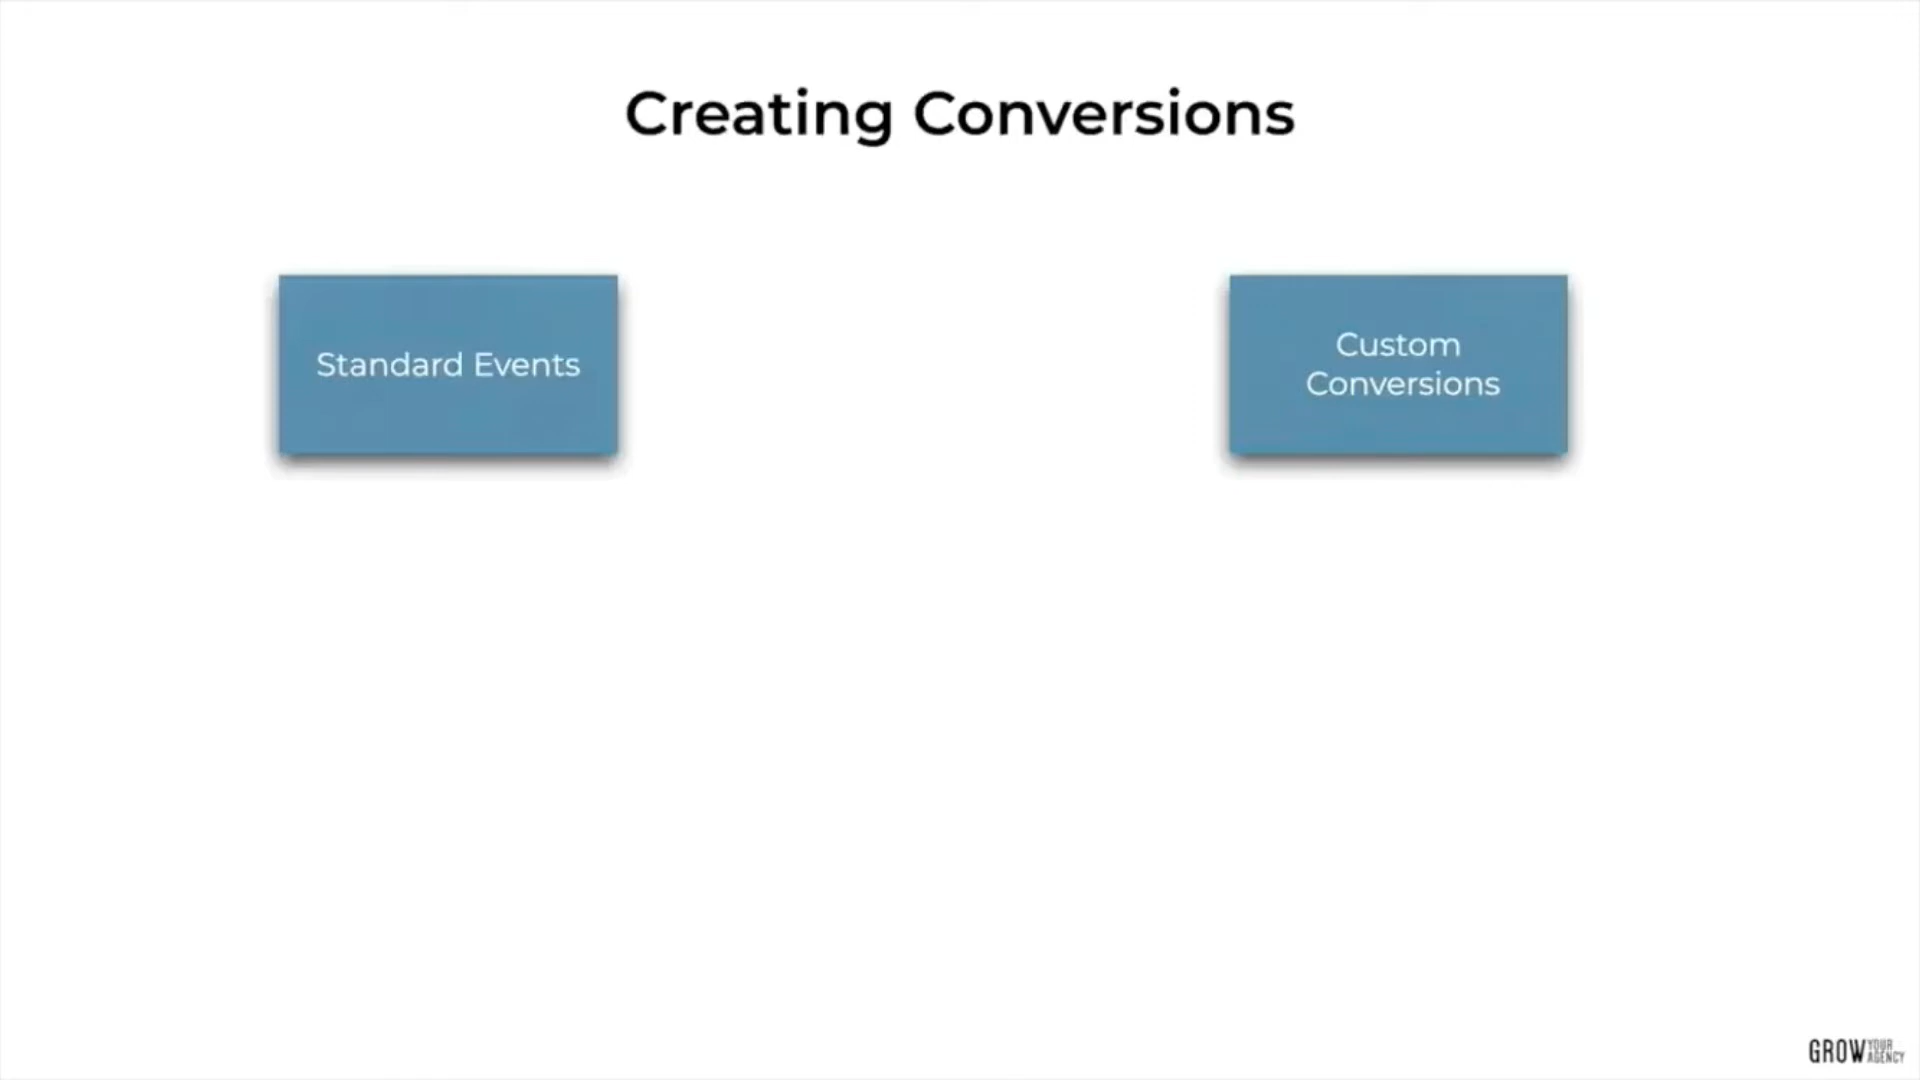 Creating Conversions
Standard Events
Custom
Conversions
GROW YOUR
AGENCY